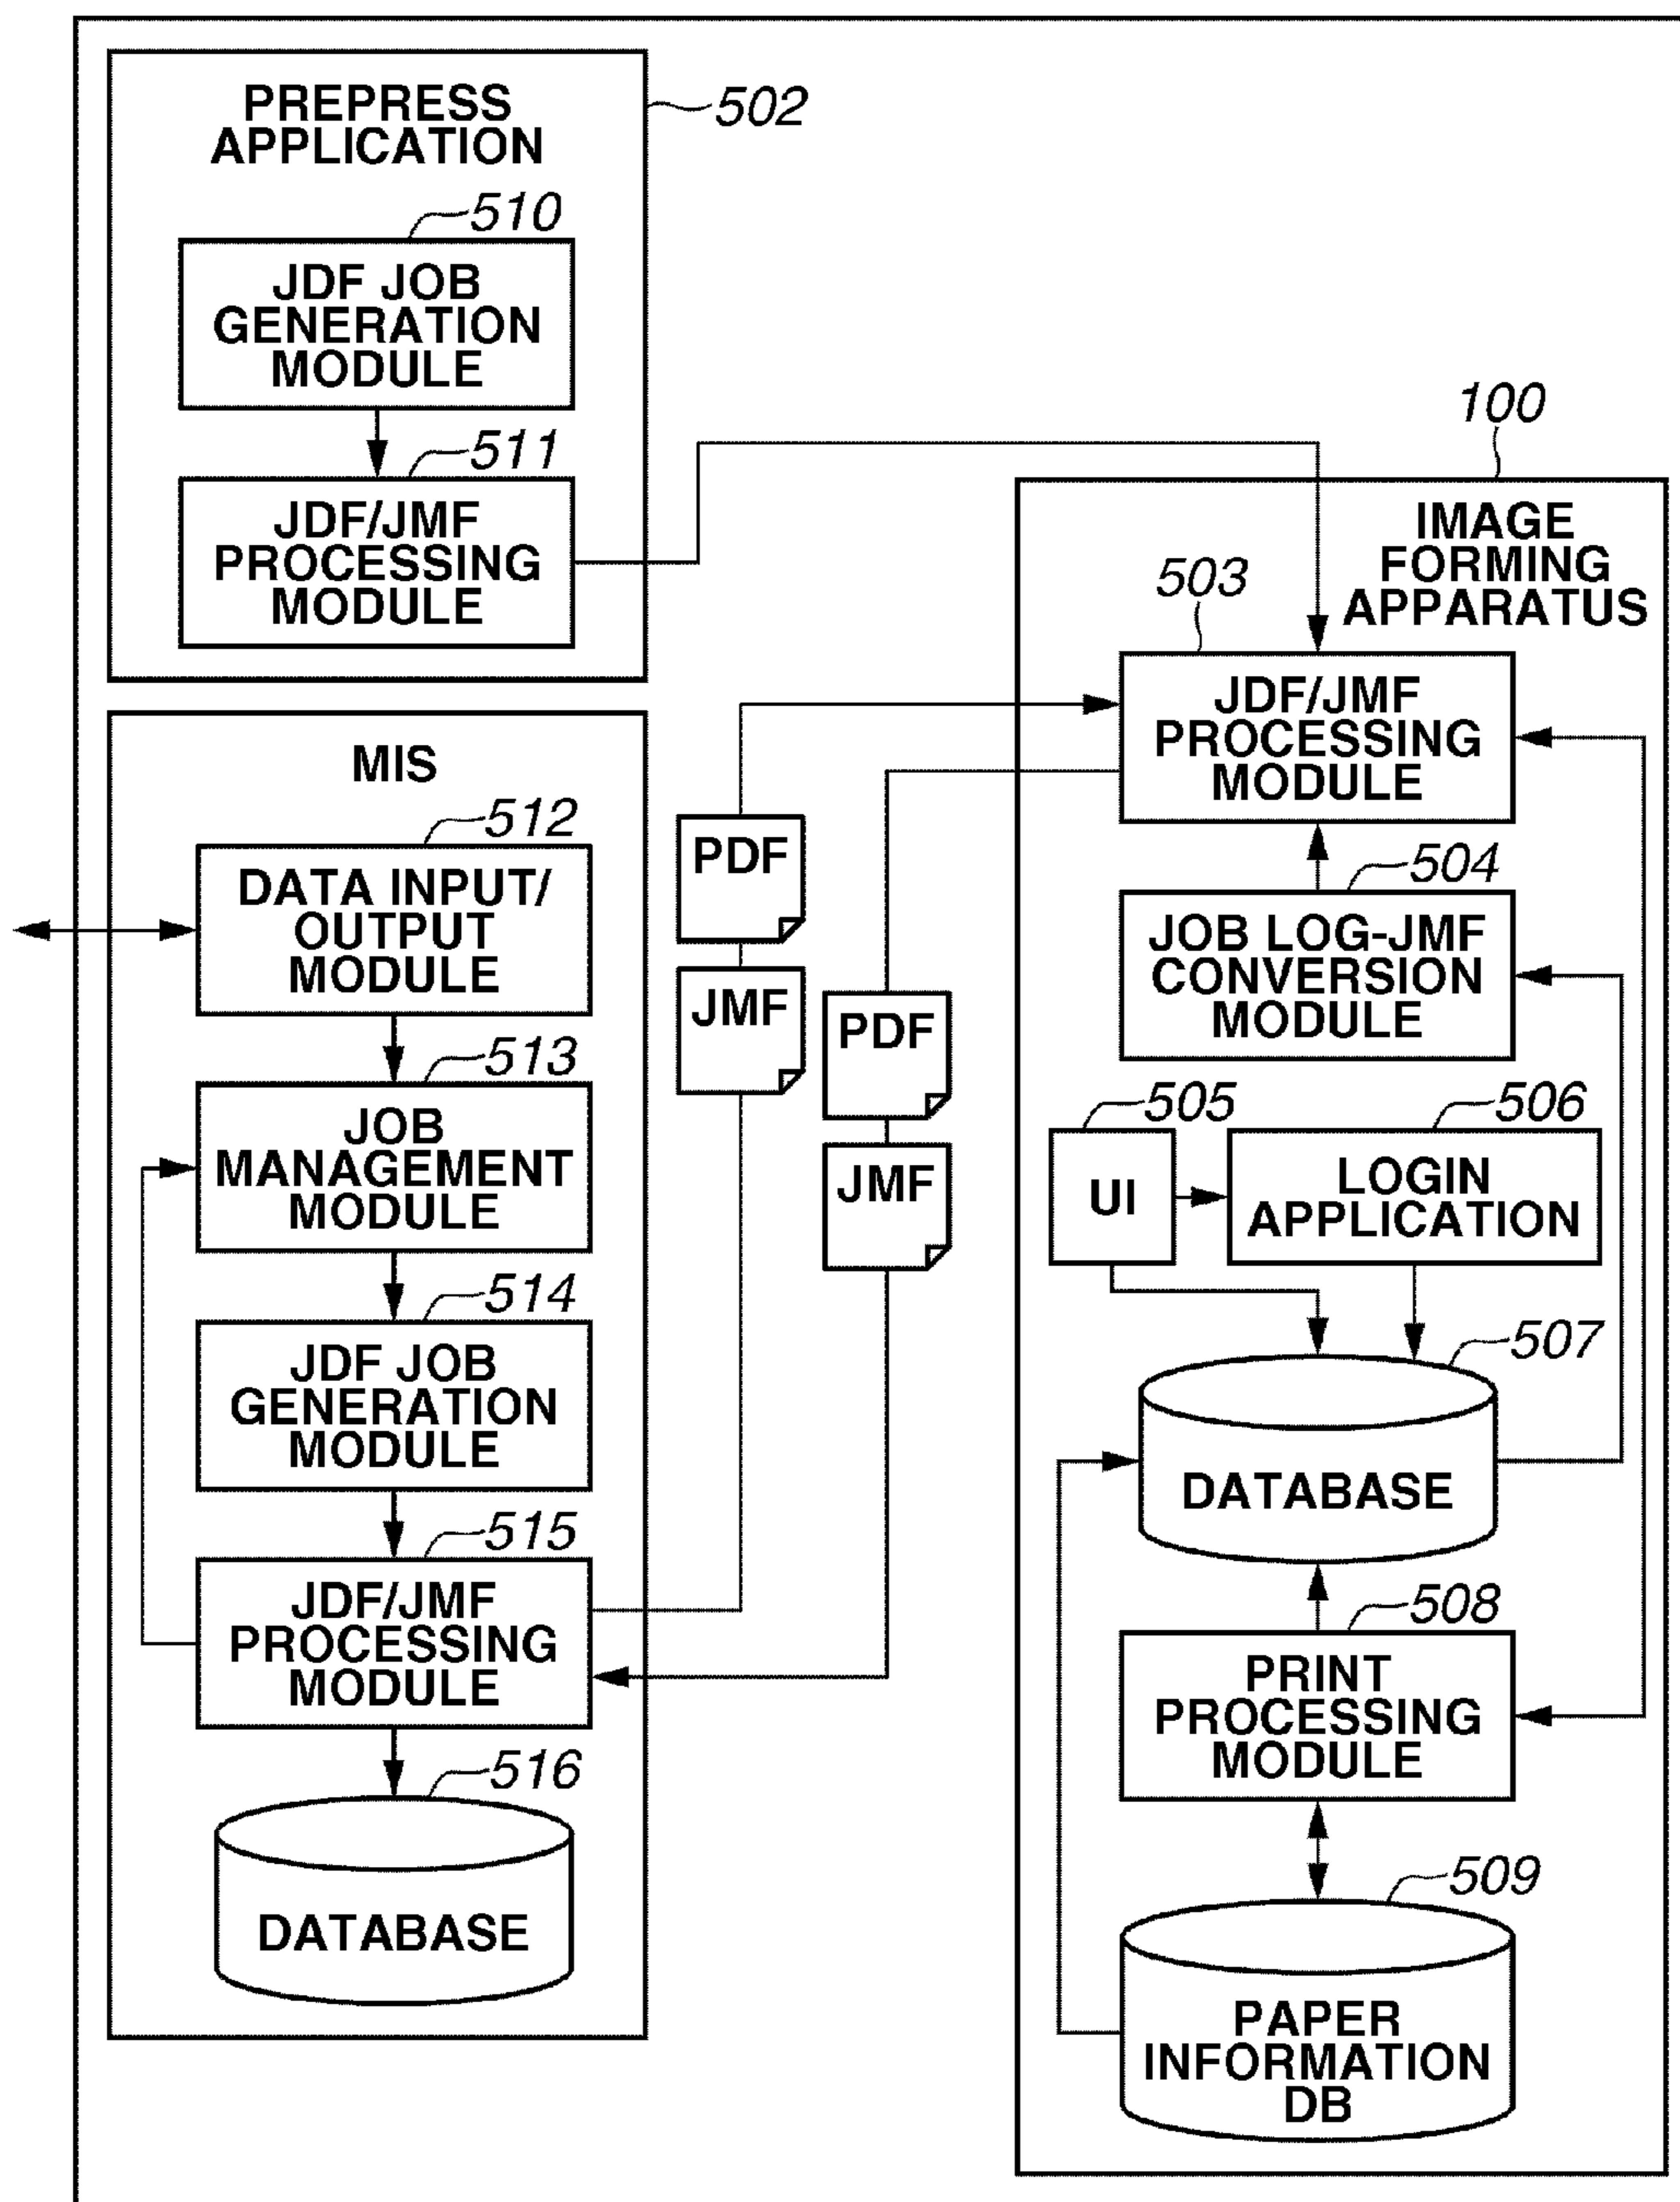 PREPRESS
APPLICATION
502
510
JDF JOB
GENERATION
MODULE
511
JDF/JMF
PROCESSING
MODULE
MIS
512
DATA INPUT/
OUTPUT
MODULE
513
JOB
MANAGEMENT
MODULE
514
JDF JOB
GENERATION
MODULE
515
JDF/JMF
PROCESSING
MODULE
516
DATABASE
PDF
JMF
PDF
JMF
100
IMAGE
FORMING
APPARATUS
503
JDF/JMF
PROCESSING
MODULE
504
JOB LOG-JMF
CONVERSION
MODULE
505
UI
506
LOGIN
APPLICATION
507
DATABASE
508
PRINT
PROCESSING
MODULE
509
PAPER
INFORMATION
DB